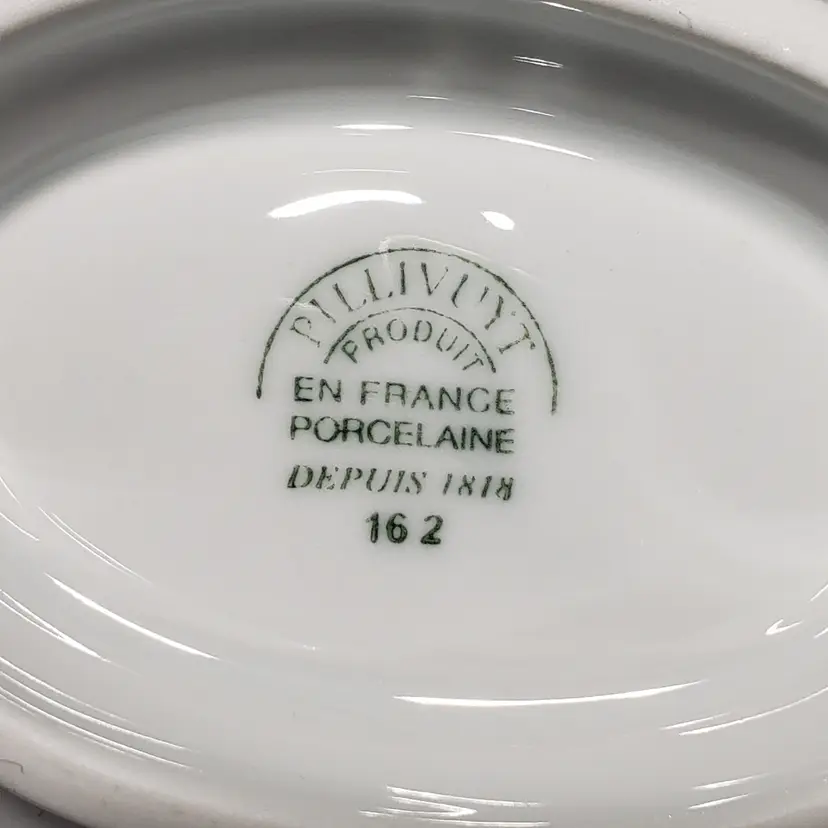 PILLIVUYT
PRODUIT
EN FRANCE
PORCELAINE
DEPUIS 1818
16 2